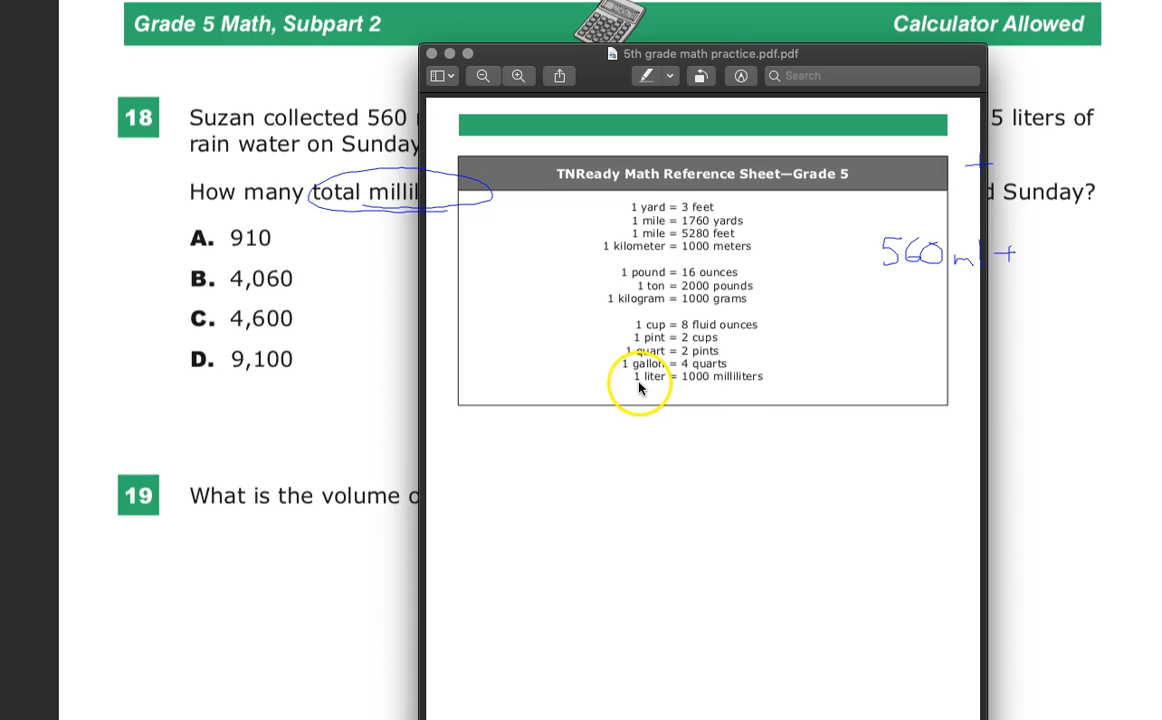 Grade 5 Math, Subpart 2
Calculator Allowed
5th grade math practice.pdf.pdf
Search
18
Suzan collected 560
5 liters of
rain water on Sunday
How many total millil
d Sunday?
A. 910
B. 4,060
C. 4,600
D. 9,100
TNReady Math Reference Sheet—Grade 5
1 yard = 3 feet
1 mile = 1760 yards
1 mile = 5280 feet
1 kilometer = 1000 meters
1 pound = 16 ounces
1 ton = 2000 pounds
1 kilogram = 1000 grams
1 cup = 8 fluid ounces
1 pint = 2 cups
1 quart = 2 pints
1 gallon = 4 quarts
1 liter = 1000 milliliters
+
560 ml +
19
What is the volume o